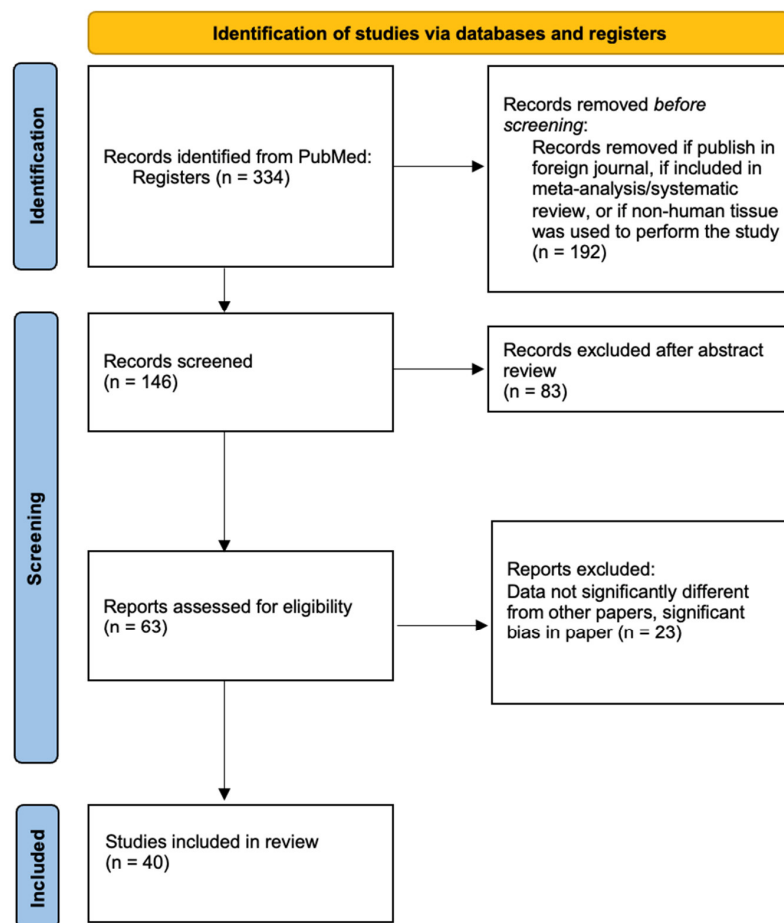 Identification of studies via databases and registers
Identification
Records identified from PubMed:
Registers (n = 334)
Records removed before
screening:
Records removed if publish in
foreign journal, if included in
meta-analysis/systematic
review, or if non-human tissue
was used to perform the study
(n = 192)
Screening
Records screened
(n = 146)
Records excluded after abstract
review
(n = 83)
Reports assessed for eligibility
(n = 63)
Reports excluded:
Data not significantly different
from other papers, significant
bias in paper (n = 23)
Included
Studies included in review
(n = 40)